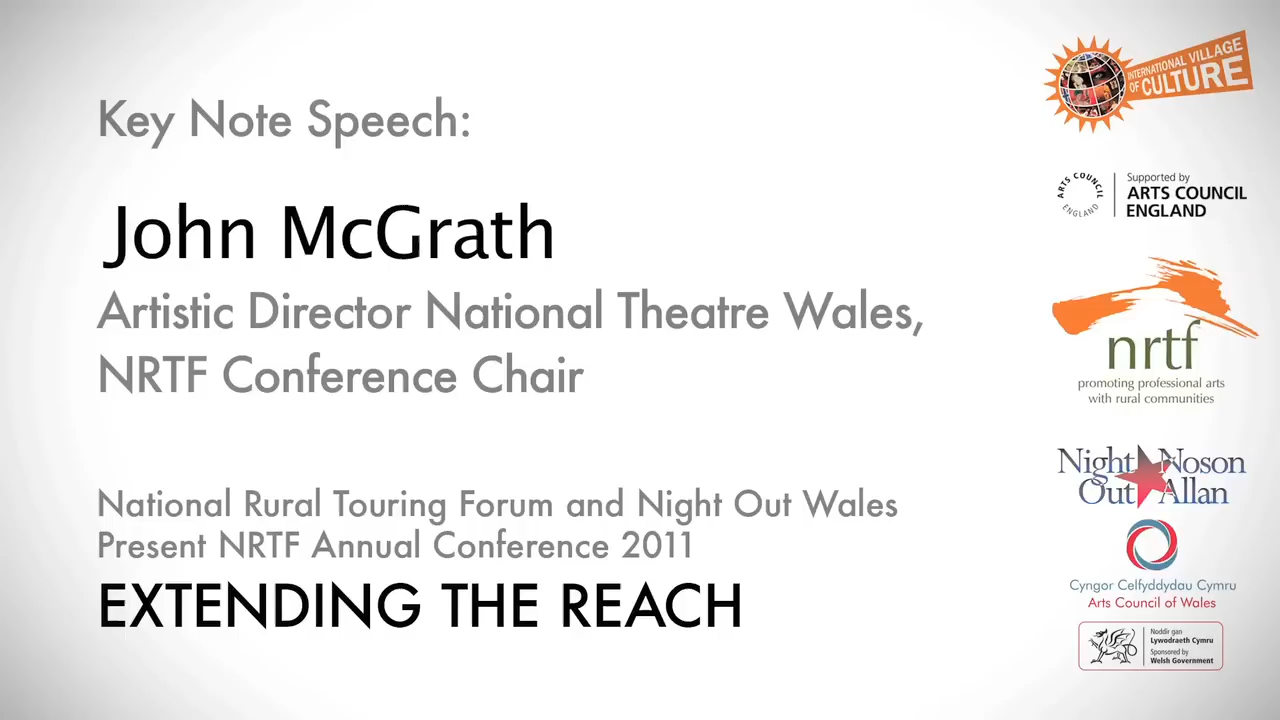 Key Note Speech:
John McGrath
Artistic Director National Theatre Wales,
NRTF Conference Chair
National Rural Touring Forum and Night Out Wales
Present NRTF Annual Conference 2011
EXTENDING THE REACH
INTERNATIONAL VILLAGE
OF CULTURE
ARTS COUNCIL
ENGLAND
Supported by
ARTS COUNCIL
ENGLAND
nrtf
promoting professional arts
with rural communities
Night Noson
Out Allan
Cyngor Celfyddydau Cymru
Arts Council of Wales
Noddir gan
Lywodraeth Cymru
Sponsored by
Welsh Government